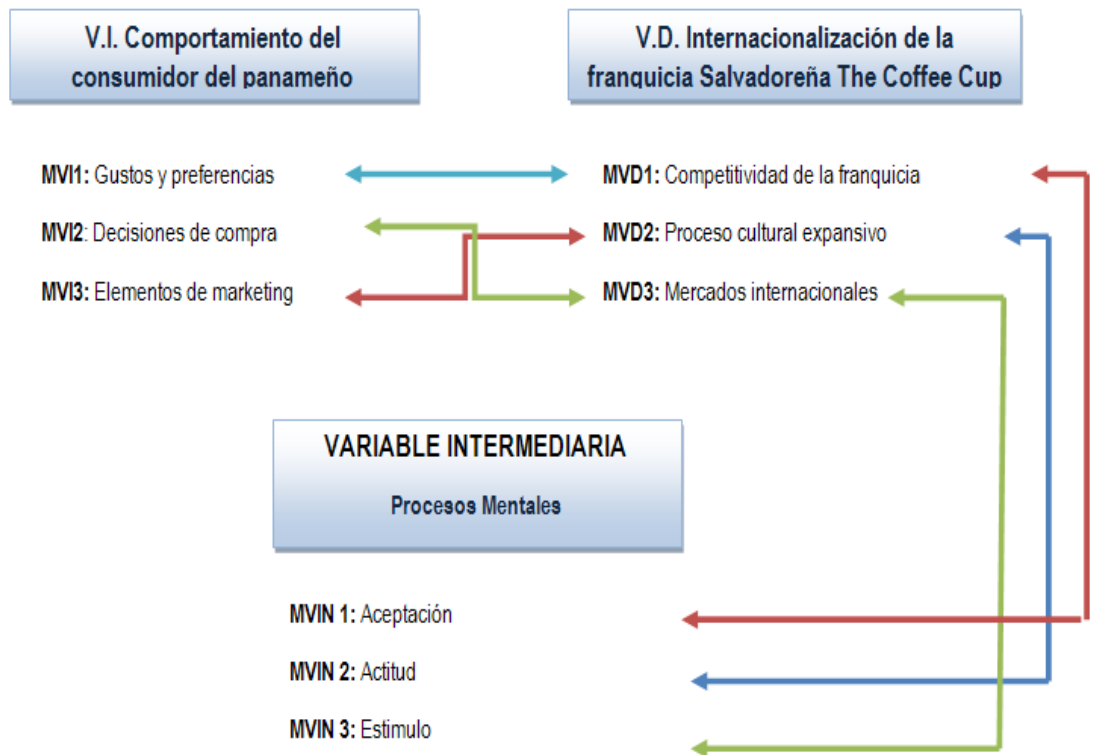 V.I. Comportamiento del
consumidor del panameño
V.D. Internacionalización de la
franquicia Salvadoreña The Coffee Cup
MVI1: Gustos y preferencias
MVD1: Competitividad de la franquicia
MVI2: Decisiones de compra
MVD2: Proceso cultural expansivo
MVI3: Elementos de marketing
MVD3: Mercados internacionales
VARIABLE INTERMEDIARIA
Procesos Mentales
MVIN 1: Aceptación
MVIN 2: Actitud
MVIN 3: Estimulo